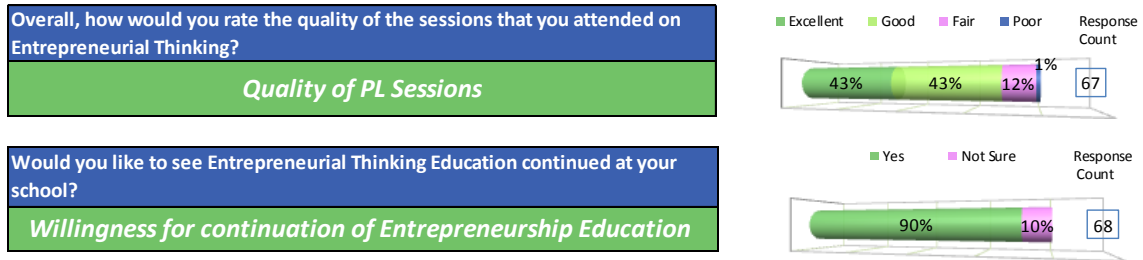 Overall, how would you rate the quality of the sessions that you attended on
Entrepreneurial Thinking?
Quality of PL Sessions
Excellent Good Fair Poor Response
Count
43% 43% 12% 1% 67
Would you like to see Entrepreneurial Thinking Education continued at your
school?
Willingness for continuation of Entrepreneurship Education
Yes Not Sure Response
Count
90% 10% 68